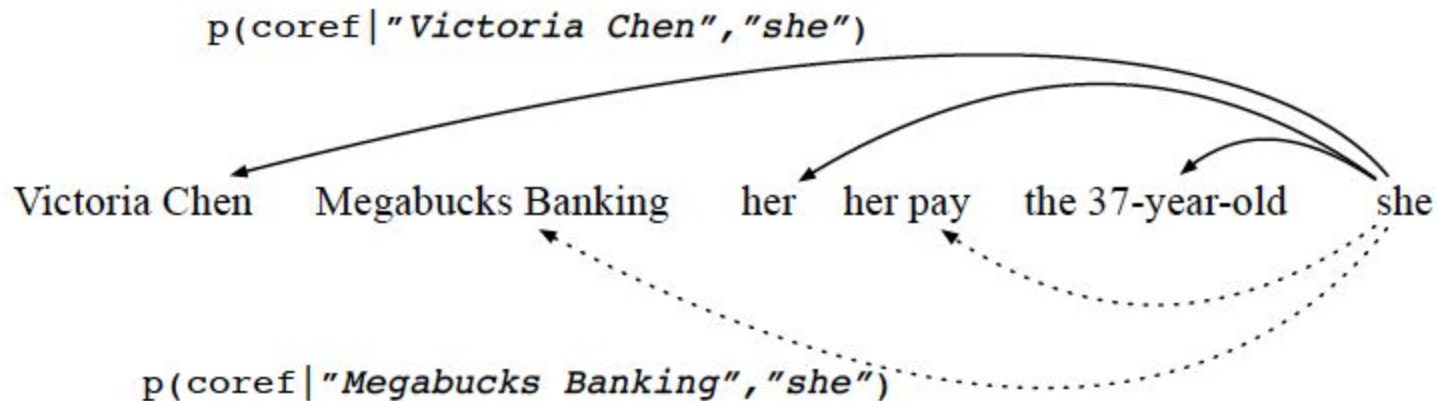 p(coref|"Victoria Chen","she")
Victoria Chen Megabucks Banking her her pay the 37-year-old she
p(coref|"Megabucks Banking","she")